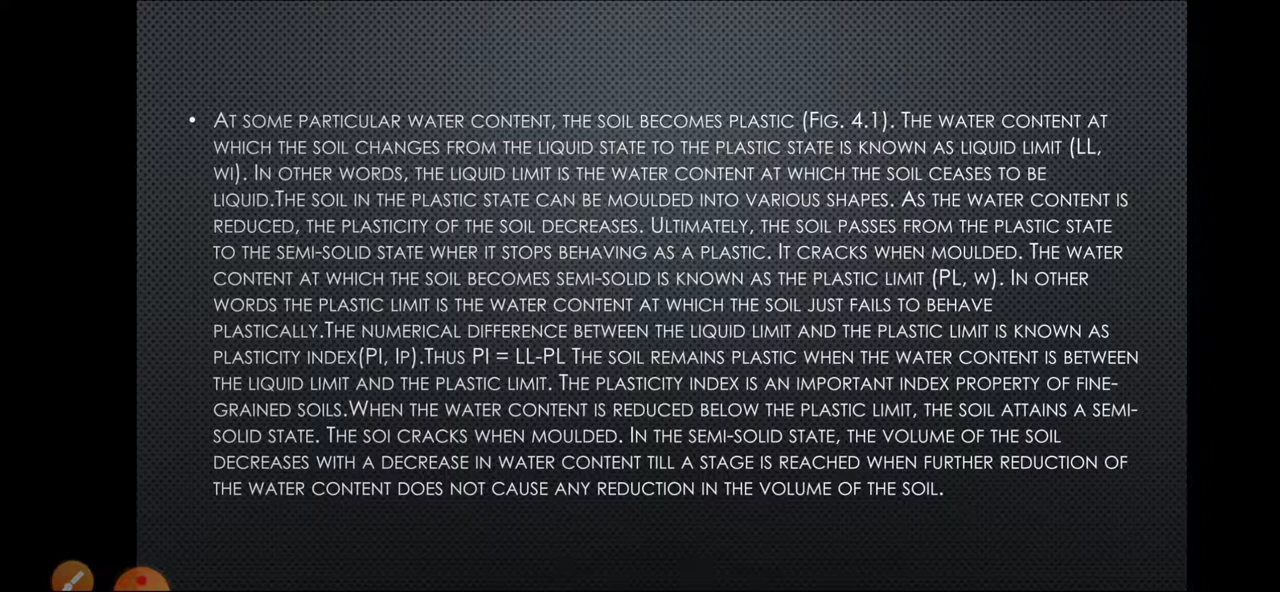 • At some particular water content, the soil becomes plastic (Fig. 4.1). The water content at
which the soil changes from the liquid state to the plastic state is known as liquid limit (LL,
wl). In other words, the liquid limit is the water content at which the soil ceases to be
liquid.The soil in the plastic state can be moulded into various shapes. As the water content is
reduced, the plasticity of the soil decreases. Ultimately, the soil passes from the plastic state
to the semi-solid state wher it stops behaving as a plastic. It cracks when moulded. The water
content at which the soil becomes semi-solid is known as the plastic limit (PL, w). In other
words the plastic limit is the water content at which the soil just fails to behave
plastically.The numerical difference between the liquid limit and the plastic limit is known as
plasticity index(PI, Ip).Thus PI = LL-PL The soil remains plastic when the water content is between
the liquid limit and the plastic limit. The plasticity index is an important index property of fine-
grained soils.When the water content is reduced below the plastic limit, the soil attains a semi-
solid state. The soi cracks when moulded. In the semi-solid state, the volume of the soil
decreases with a decrease in water content till a stage is reached when further reduction of
the water content does not cause any reduction in the volume of the soil.